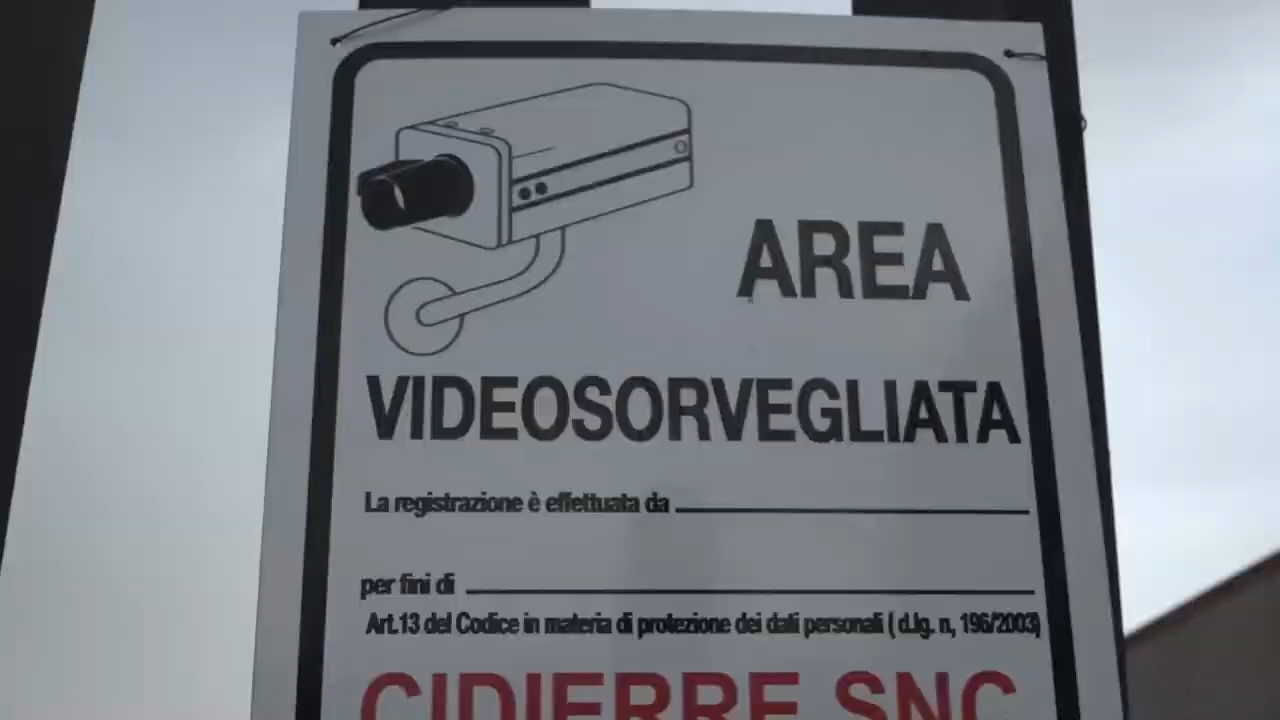 AREA
VIDEOSORVEGLIATA
La registrazione è effettuata da
per fini di
Art.13 del Codice in materia di protezione dei dati personali ( d.lg. n, 196/2003)
CIDIERRE SNC